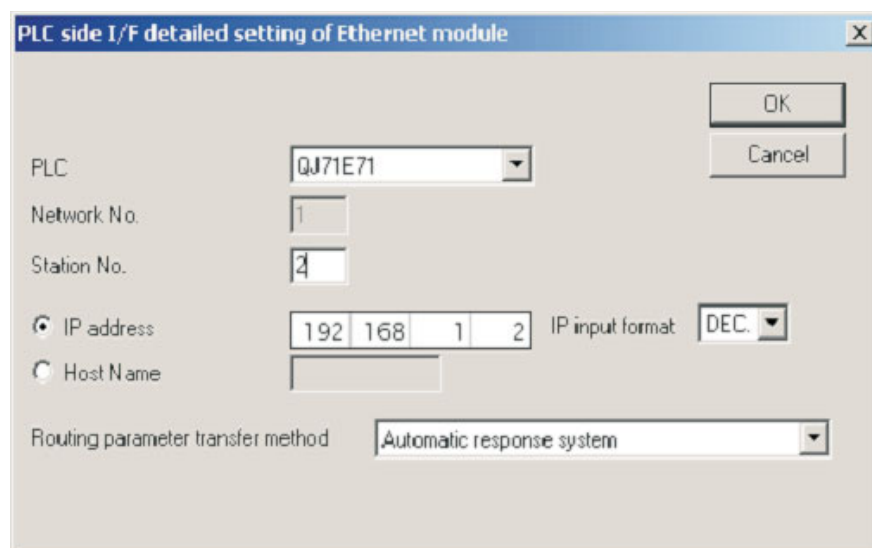 PLC side I/F detailed setting of Ethernet module
OK
Cancel
PLC QJ71E71
Network No. 1
Station No. 2
IP address 192 168 1 2 IP input format DEC.
Host Name
Routing parameter transfer method Automatic response system